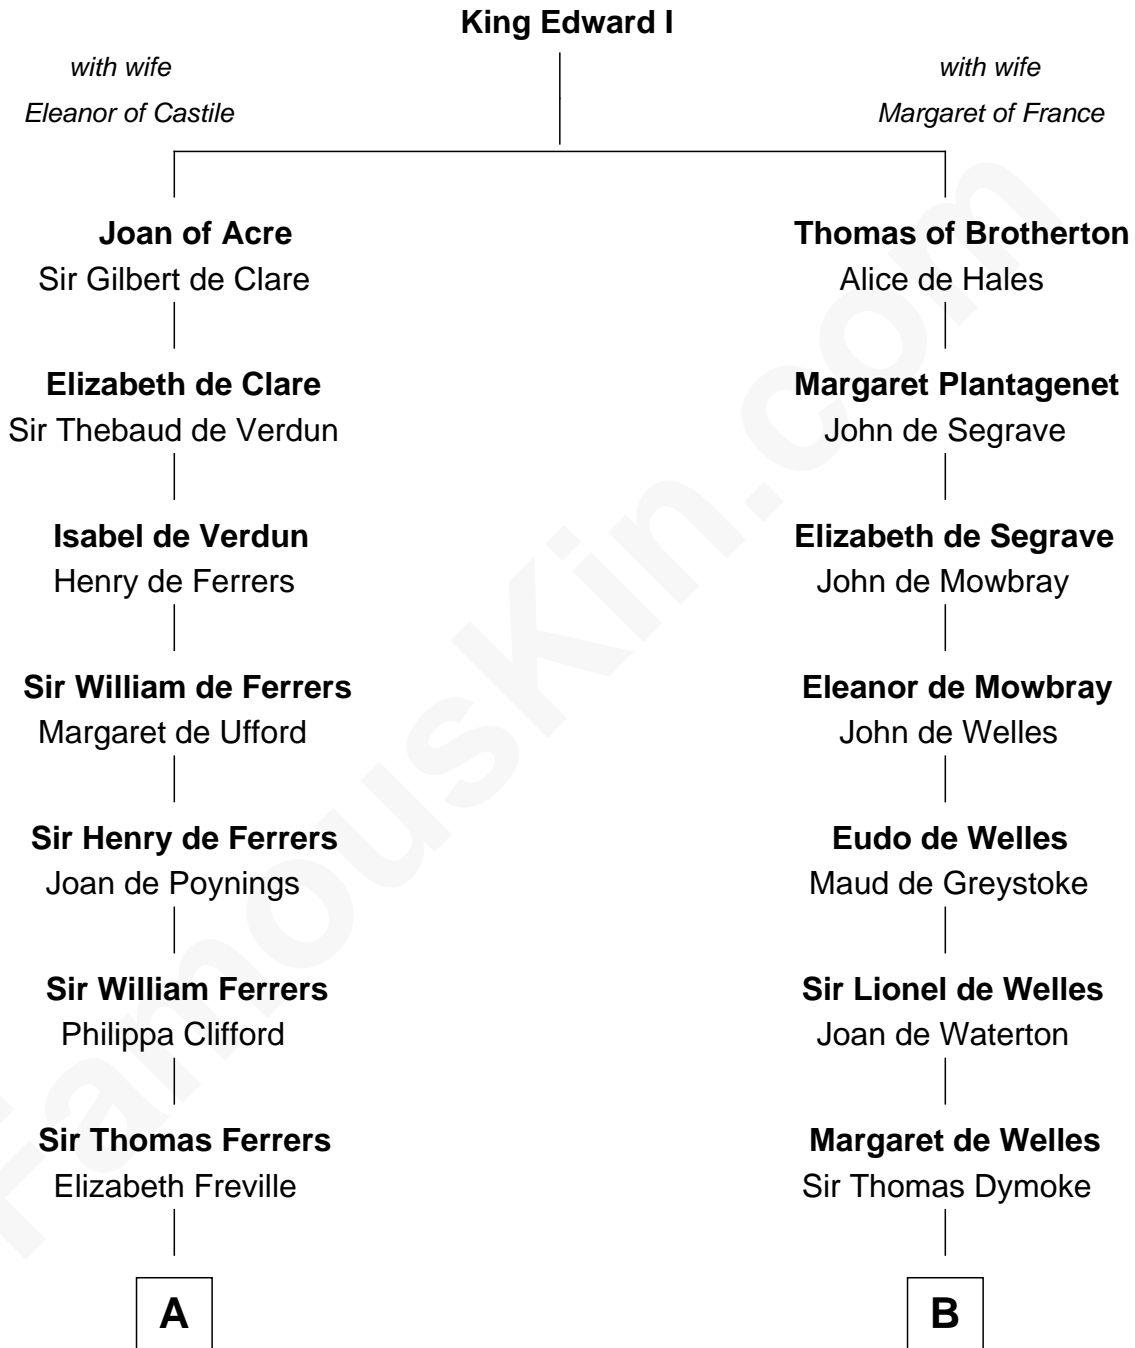 King Edward I
with wife
Eleanor of Castile
with wife
Margaret of France
Joan of Acre
Sir Gilbert de Clare
Thomas of Brotherton
Alice de Hales
Elizabeth de Clare
Sir Thebaud de Verdun
Margaret Plantagenet
John de Segrave
Isabel de Verdun
Henry de Ferrers
Elizabeth de Segrave
John de Mowbray
Sir William de Ferrers
Margaret de Ufford
Eleanor de Mowbray
John de Welles
Sir Henry de Ferrers
Joan de Poynings
Eudo de Welles
Maud de Greystoke
Sir William Ferrers
Philippa Clifford
Sir Lionel de Welles
Joan de Waterton
Sir Thomas Ferrers
Elizabeth Freville
Margaret de Welles
Sir Thomas Dymoke
A
B
FamousKin.com